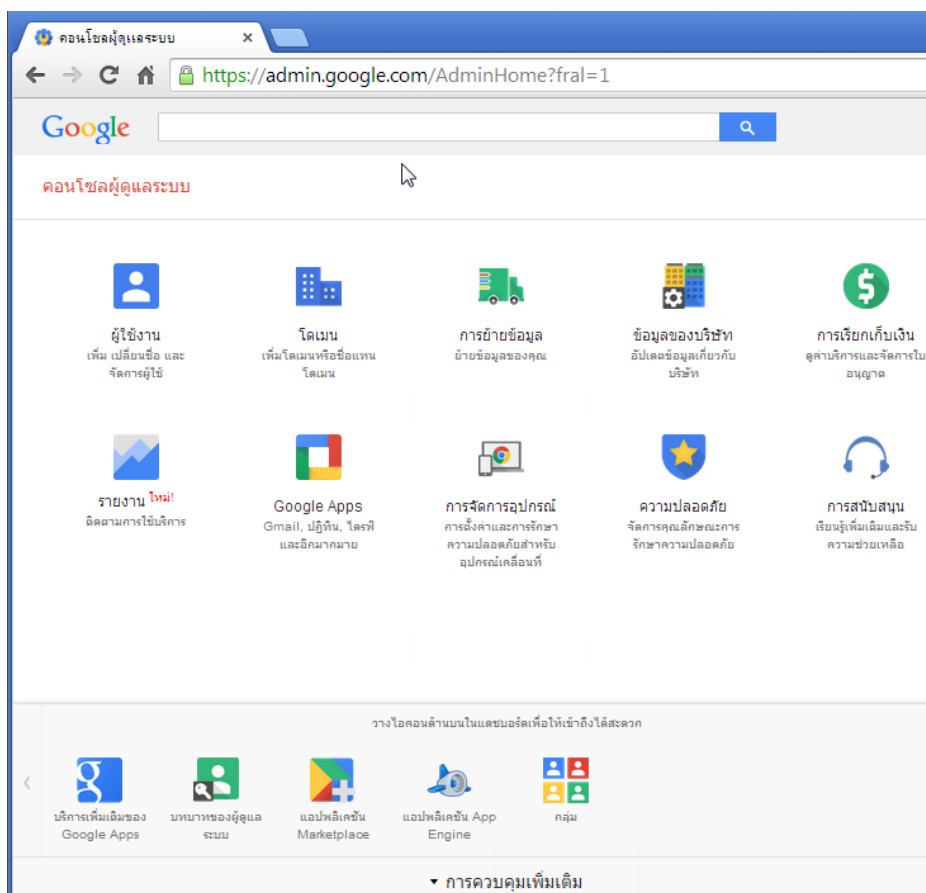 คอนโซลผู้ดูแลระบบ
https://admin.google.com/AdminHome?fral=1
Google
คอนโซลผู้ดูแลระบบ
ผู้ใช้งาน
เพิ่ม เปลี่ยนชื่อ และ
จัดการผู้ใช้
โดเมน
เพิ่มโดเมนหรือชื่อแทน
โดเมน
การย้ายข้อมูล
ย้ายข้อมูลของคุณ
ข้อมูลของบริษัท
อัปเดตข้อมูลเกี่ยวกับ
บริษัท
การเรียกเก็บเงิน
ดูค่าบริการและจัดการใบ
อนุญาต
รายงาน ใหม่!
ติดตามการใช้บริการ
Google Apps
Gmail, ปฏิทิน, ไดรฟ์
และอีกมากมาย
การจัดการอุปกรณ์
การตั้งค่าและการรักษา
ความปลอดภัยสำหรับ
อุปกรณ์เคลื่อนที่
ความปลอดภัย
จัดการคุณลักษณะการ
รักษาความปลอดภัย
การสนับสนุน
เรียนรู้เพิ่มเติมและรับ
ความช่วยเหลือ
วางไอคอนด้านบนในแดชบอร์ดเพื่อให้เข้าถึงได้สะดวก
บริการเพิ่มเติมของ
Google Apps
บทบาทของผู้ดูแล
ระบบ
แอปพลิเคชัน
Marketplace
แอปพลิเคชัน App
Engine
กลุ่ม
การควบคุมเพิ่มเติม